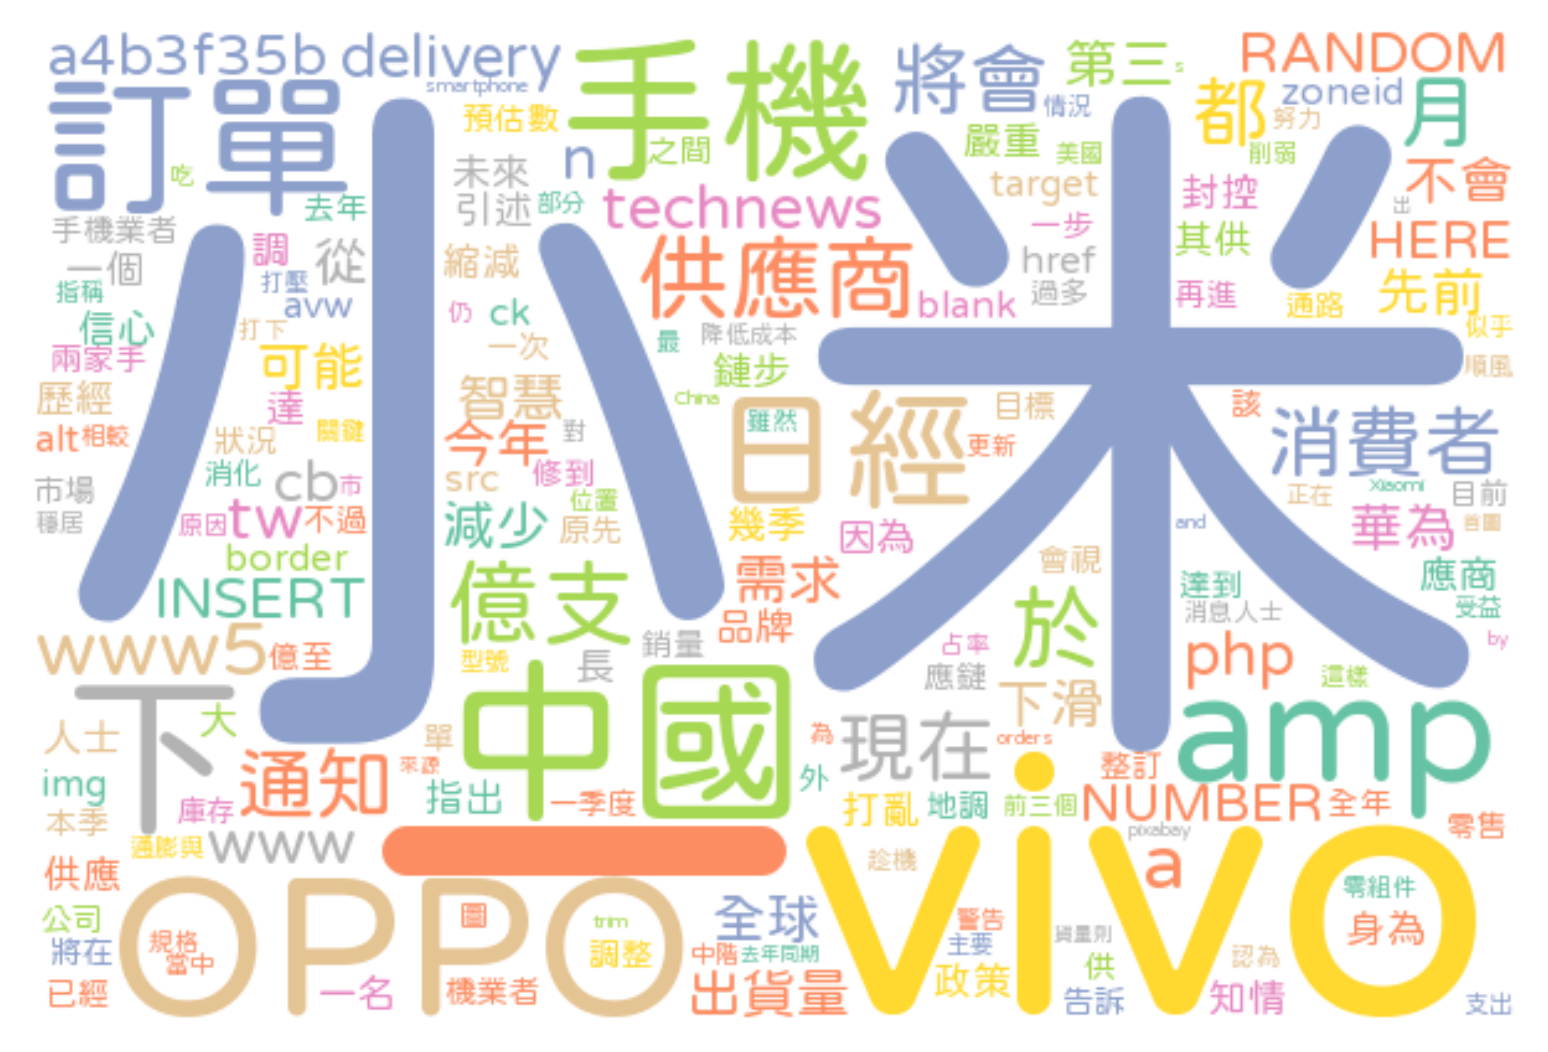 a4b3f35b delivery
smartphone
手機
將會
情況
第三
s
RANDOM
zoneid
都
努力
月
訂單
吃
預估數
之間
n
未來
引述
部分
嚴重
美國
削弱
target
封控
不會
出
去年
technews
一步
其供
HERE
手機業者
調
從
縮減
供應商
href
過多
再進
先前
一個
指稱
打壓
avw
仍
ck
blank
通路
信心
打下
一次
最
降低成本
似乎
兩家手
可能
鏈步
順風
小米
歷經
達
智慧
China
日經
雖然
目標
該
消費者
alt
相較
狀況
關鍵
今年
對
更新
消化
cb
市
src
修到
位置
Xiaomi
目前
市場
正在
穩居
原因
tw
不過
減少
原先
幾季
因為
and
華為
首圖
border
會視
INSERT
億支
需求
達到
應商
消息人士
受益
www5
億至
品牌
於
銷量
占率
by
型號
長
應鏈
php
這樣
下
大
中國
下滑
人士
單
為
現在
orders
amp
img
通知
來源
指出
一季度
外
整訂
庫存
打亂
地調
前三個
NUMBER
全年
本季
通膨與
www
pixabay
零售
一
vivo
供應
趁機
a
零組件
OPPO
公司
圖
trim
全球
警告
身為
將在
規格
當中
調整
中階
去年同期
主要
貨量則
認為
供
已經
一名
機業者
出貨量
政策
告訴
知情
支出